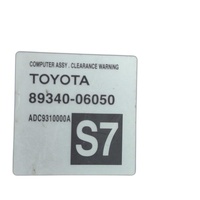 COMPUTER ASSY . CLEARANCE WARNING
TOYOTA
89340-06050
ADC9310000A
S7